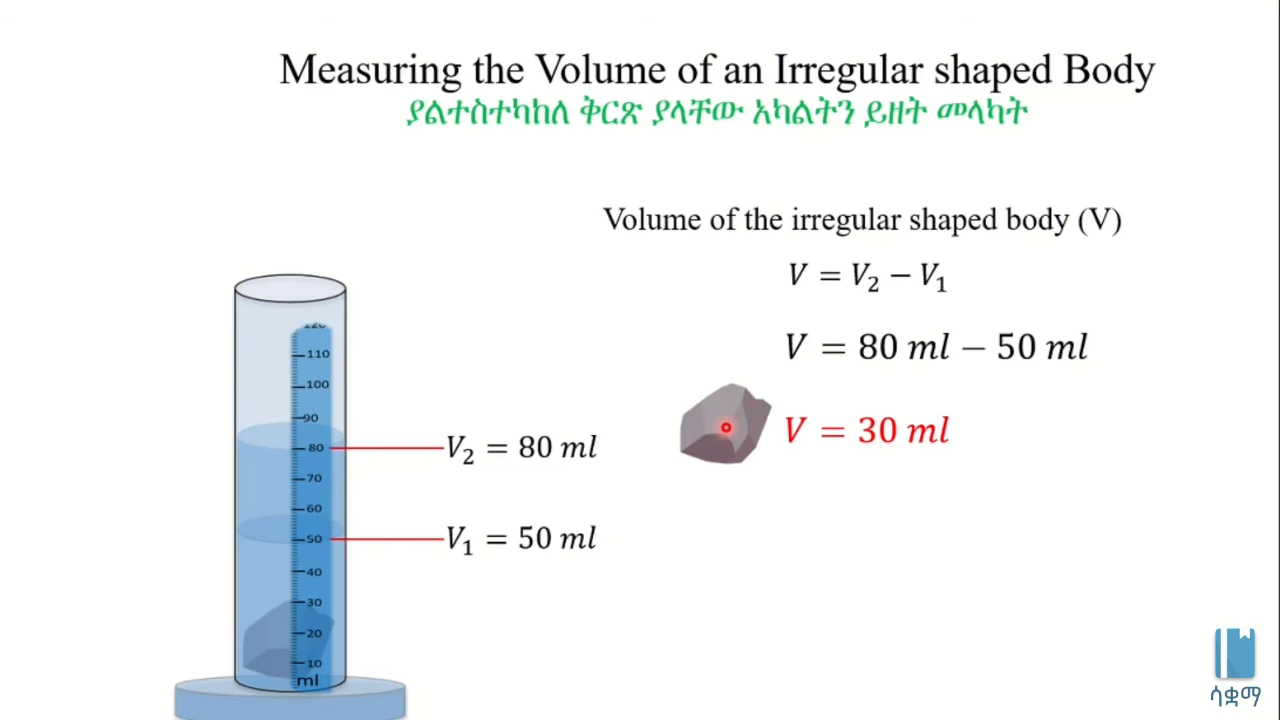 Measuring the Volume of an Irregular shaped Body
ያልተስተካከለ ቅርጽ ያላቸው አካልትን ይዘት መላካት
Volume of the irregular shaped body (V)
V = V₂ − V₁
V = 80 ml − 50 ml
V = 30 ml
120
110
100
90
80
70
60
50
40
30
20
10
ml
V₂ = 80 ml
V₁ = 50 ml
ሳቋማ